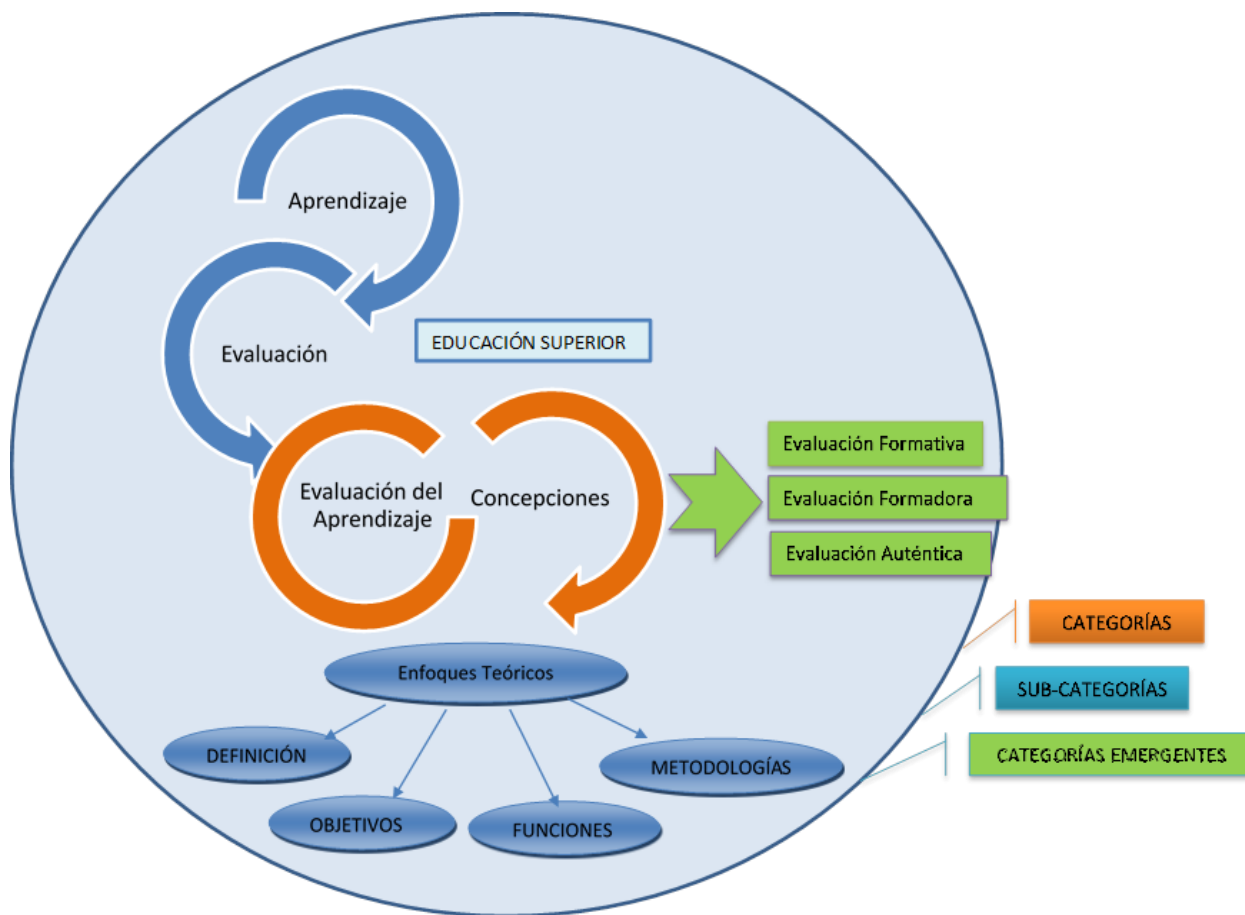 Aprendizaje
Evaluación
EDUCACIÓN SUPERIOR
Evaluación del
Aprendizaje
Concepciones
Evaluación Formativa
Evaluación Formadora
Evaluación Auténtica
CATEGORÍAS
SUB-CATEGORÍAS
CATEGORÍAS EMERGENTES
Enfoques Teóricos
DEFINICIÓN
METODOLOGÍAS
OBJETIVOS
FUNCIONES